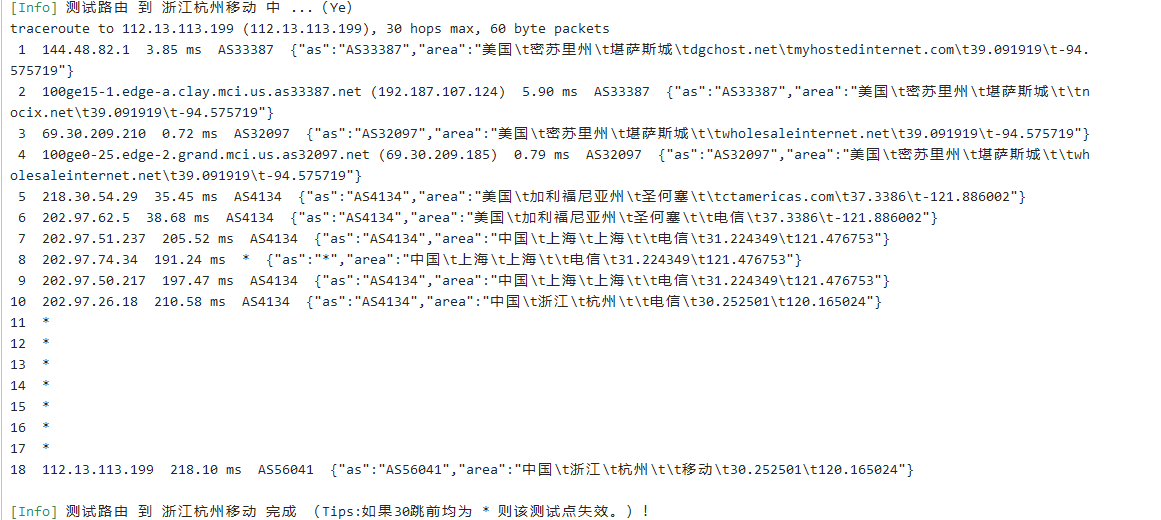 [Info] 测试路由 到 浙江杭州移动 中 ... (Ye)
traceroute to 112.13.113.199 (112.13.113.199), 30 hops max, 60 byte packets
1 144.48.82.1 3.85 ms AS33387 {"as":"AS33387","area":"美国\t密苏里州\t堪萨斯城\tdgchost.net\tmyhostedinternet.com\t39.091919\t-94.
575719"}
2 100ge15-1.edge-a.clay.mci.us.as33387.net (192.187.107.124) 5.90 ms AS33387 {"as":"AS33387","area":"美国\t密苏里州\t堪萨斯城\t\tn
ocix.net\t39.091919\t-94.575719"}
3 69.30.209.210 0.72 ms AS32097 {"as":"AS32097","area":"美国\t密苏里州\t堪萨斯城\t\twholesaleinternet.net\t39.091919\t-94.575719"}
4 100ge0-25.edge-2.grand.mci.us.as32097.net (69.30.209.185) 0.79 ms AS32097 {"as":"AS32097","area":"美国\t密苏里州\t堪萨斯城\t\twh
olesaleinternet.net\t39.091919\t-94.575719"}
5 218.30.54.29 35.45 ms AS4134 {"as":"AS4134","area":"美国\t加利福尼亚州\t圣何塞\t\tctamericas.com\t37.3386\t-121.886002"}
6 202.97.62.5 38.68 ms AS4134 {"as":"AS4134","area":"美国\t加利福尼亚州\t圣何塞\t\t电信\t37.3386\t-121.886002"}
7 202.97.51.237 205.52 ms AS4134 {"as":"AS4134","area":"中国\t上海\t上海\t\t电信\t31.224349\t121.476753"}
8 202.97.74.34 191.24 ms * {"as":"*","area":"中国\t上海\t上海\t\t电信\t31.224349\t121.476753"}
9 202.97.50.217 197.47 ms AS4134 {"as":"AS4134","area":"中国\t上海\t上海\t\t电信\t31.224349\t121.476753"}
10 202.97.26.18 210.58 ms AS4134 {"as":"AS4134","area":"中国\t浙江\t杭州\t\t电信\t30.252501\t120.165024"}
11 *
12 *
13 *
14 *
15 *
16 *
17 *
18 112.13.113.199 218.10 ms AS56041 {"as":"AS56041","area":"中国\t浙江\t杭州\t\t移动\t30.252501\t120.165024"}
[Info] 测试路由 到 浙江杭州移动 完成 （Tips:如果30跳前均为 * 则该测试点失效。）！